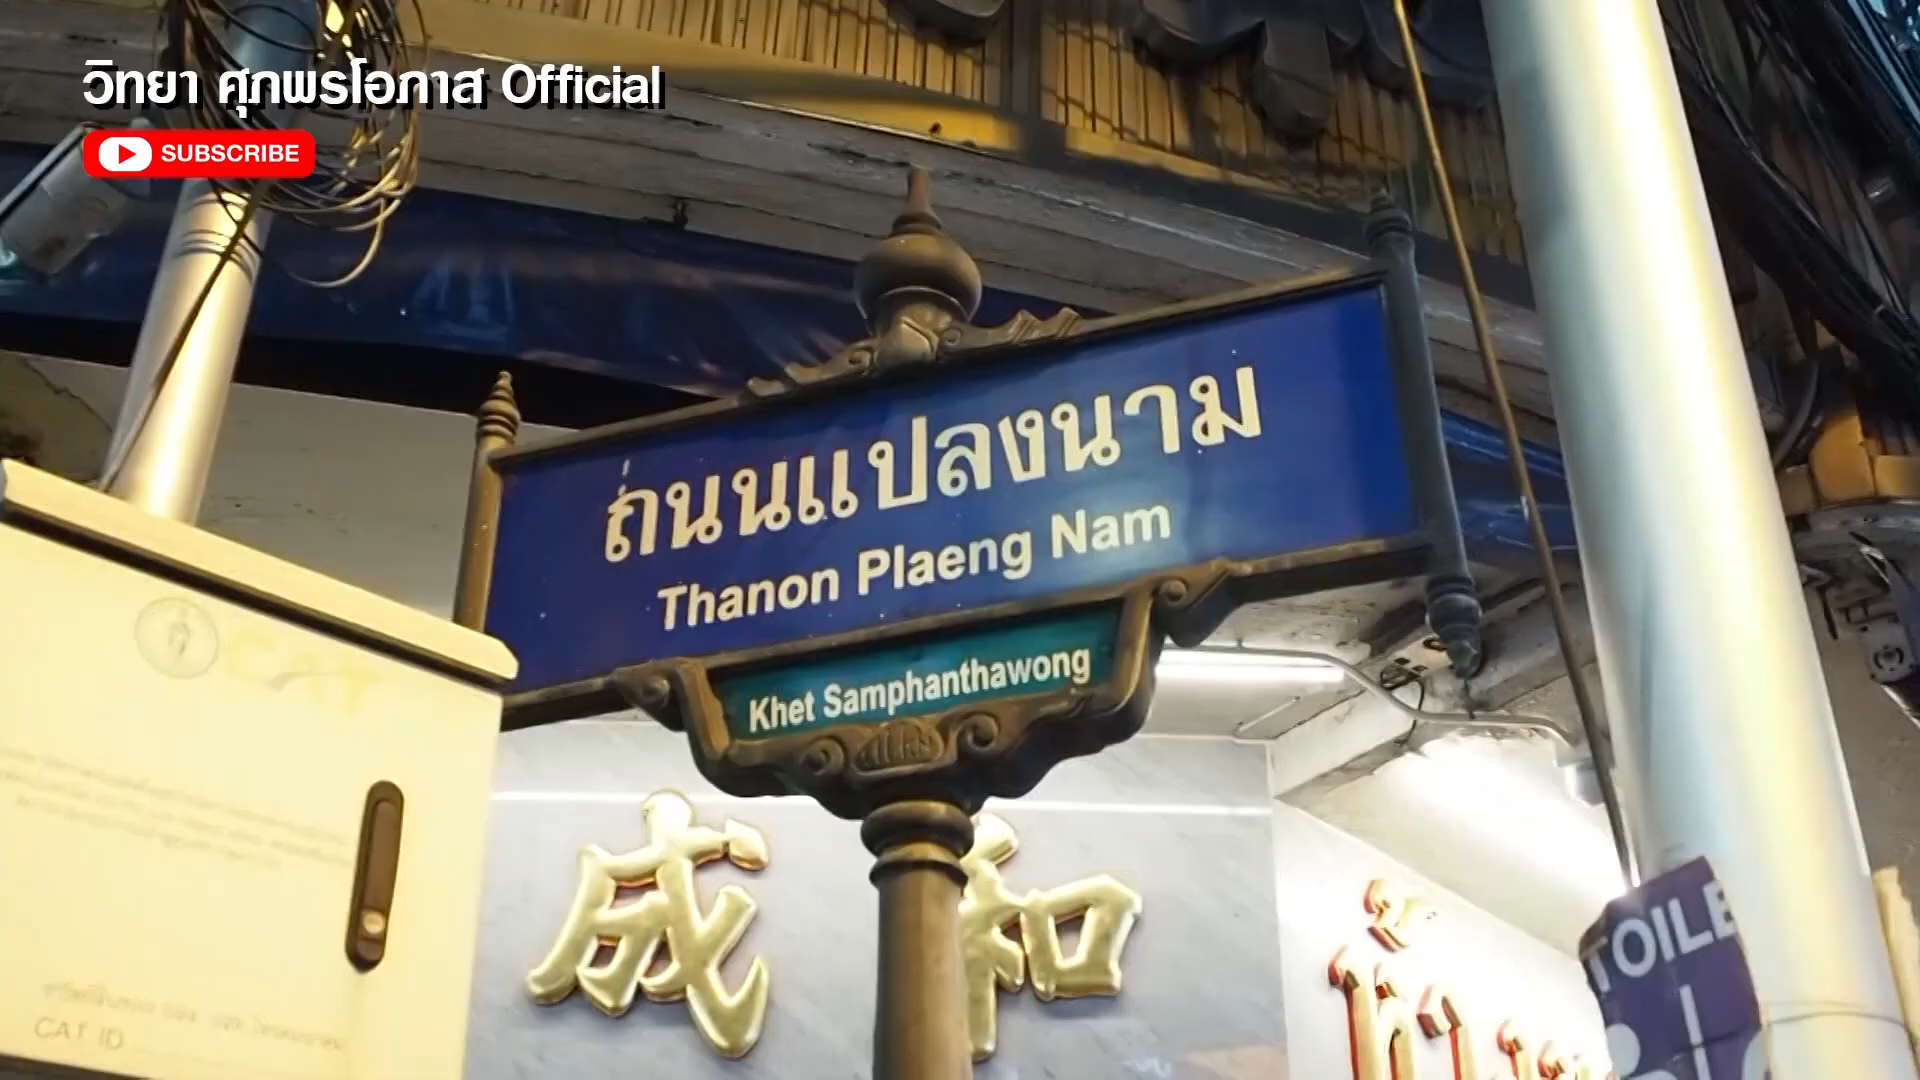 วิทยา ศุภพรโอภาส Official
SUBSCRIBE
ถนนแปลงนาม
Thanon Plaeng Nam
Khet Samphanthawong
成和
TOILE
CAT
CAT ID